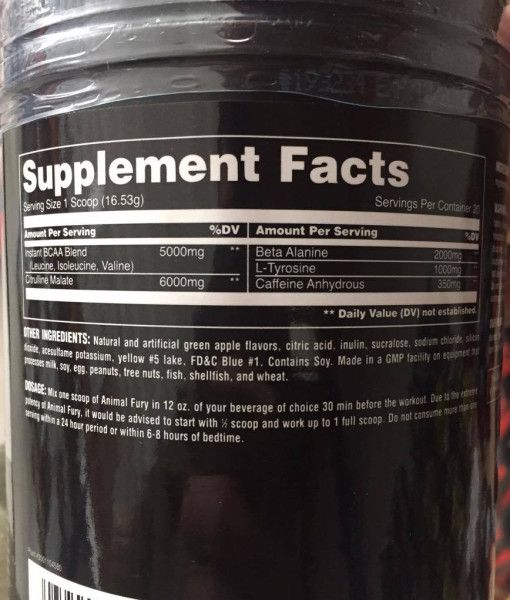 Supplement Facts
Serving Size 1 Scoop (16.53g)
Servings Per Container 20
Amount Per Serving %DV
Amount Per Serving %DV
Instant BCAA Blend 5000mg **
(Leucine, Isoleucine, Valine)
Citrulline Malate 6000mg **
Beta Alanine 2000mg
L-Tyrosine 1000mg
Caffeine Anhydrous 350mg
** Daily Value (DV) not established.
OTHER INGREDIENTS: Natural and artificial green apple flavors, citric acid, inulin, sucralose, sodium chloride, silicon
dioxide, acesulfame potassium, yellow #5 lake, FD&C Blue #1. Contains Soy. Made in a GMP facility on equipment that
processes milk, soy, egg, peanuts, tree nuts, fish, shellfish, and wheat.
DOSAGE: Mix one scoop of Animal Fury in 12 oz. of your beverage of choice 30 min before the workout. Due to the extreme
potency of Animal Fury, it would be advised to start with ½ scoop and work up to 1 full scoop. Do not consume more than one
serving within a 24 hour period or within 6-8 hours of bedtime.